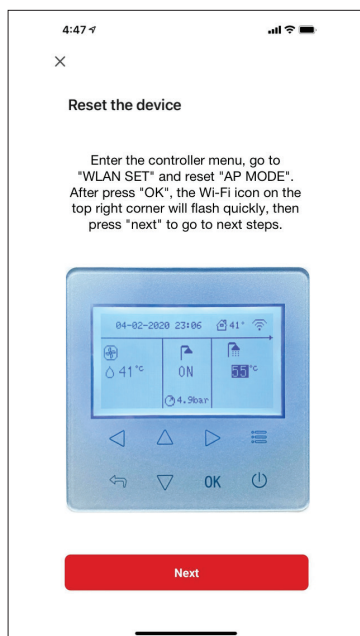 4:47
Reset the device
Enter the controller menu, go to
"WLAN SET" and reset "AP MODE".
After press "OK", the Wi-Fi icon on the
top right corner will flash quickly, then
press "next" to go to next steps.
04-02-2020 23:06 41°
41°C ON 55°C
4.9bar
OK
Next